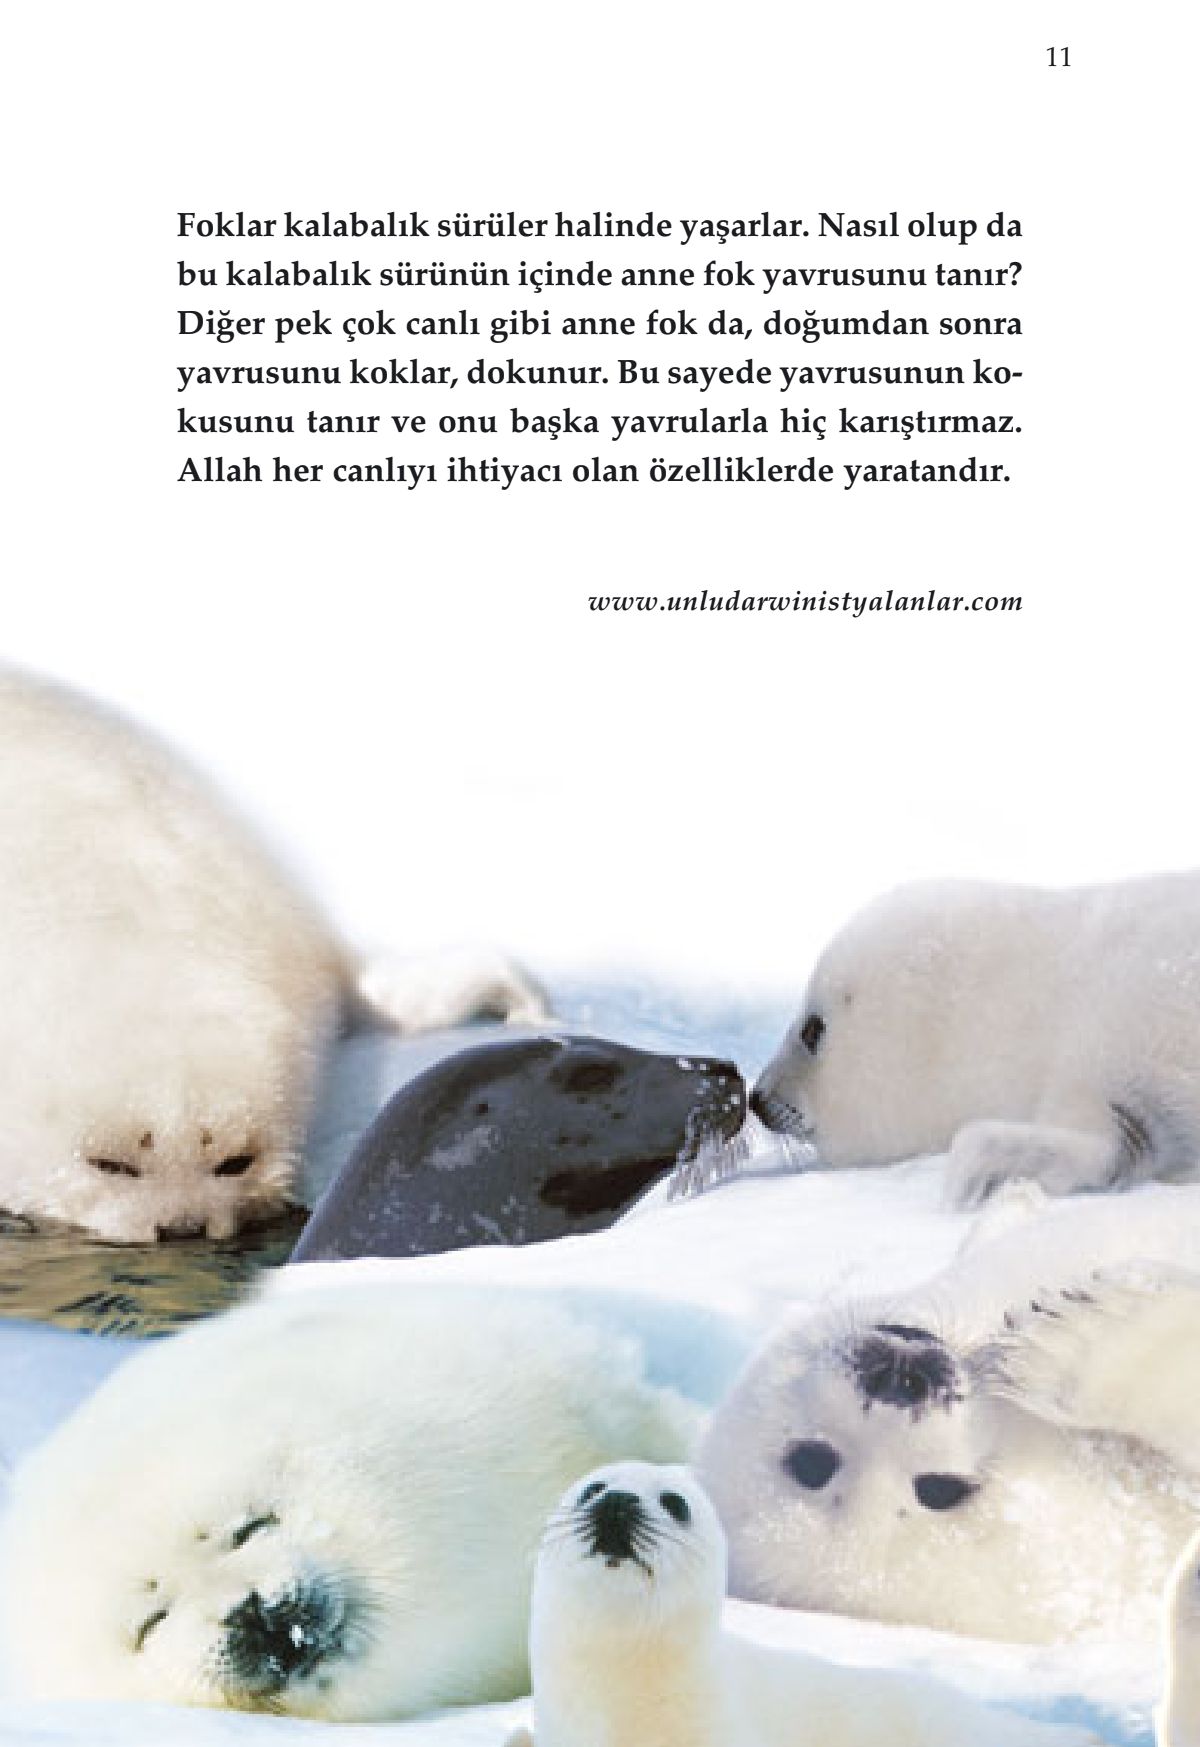 11
Foklar kalabalık sürüler halinde yaşarlar. Nasıl olup da
bu kalabalık sürünün içinde anne fok yavrusunu tanır?
Diğer pek çok canlı gibi anne fok da, doğumdan sonra
yavrusunu koklar, dokunur. Bu sayede yavrusunun ko-
kusunu tanır ve onu başka yavrularla hiç karıştırmaz.
Allah her canlıyı ihtiyacı olan özelliklerde yaratandır.
www.unludarwinistyalanlar.com